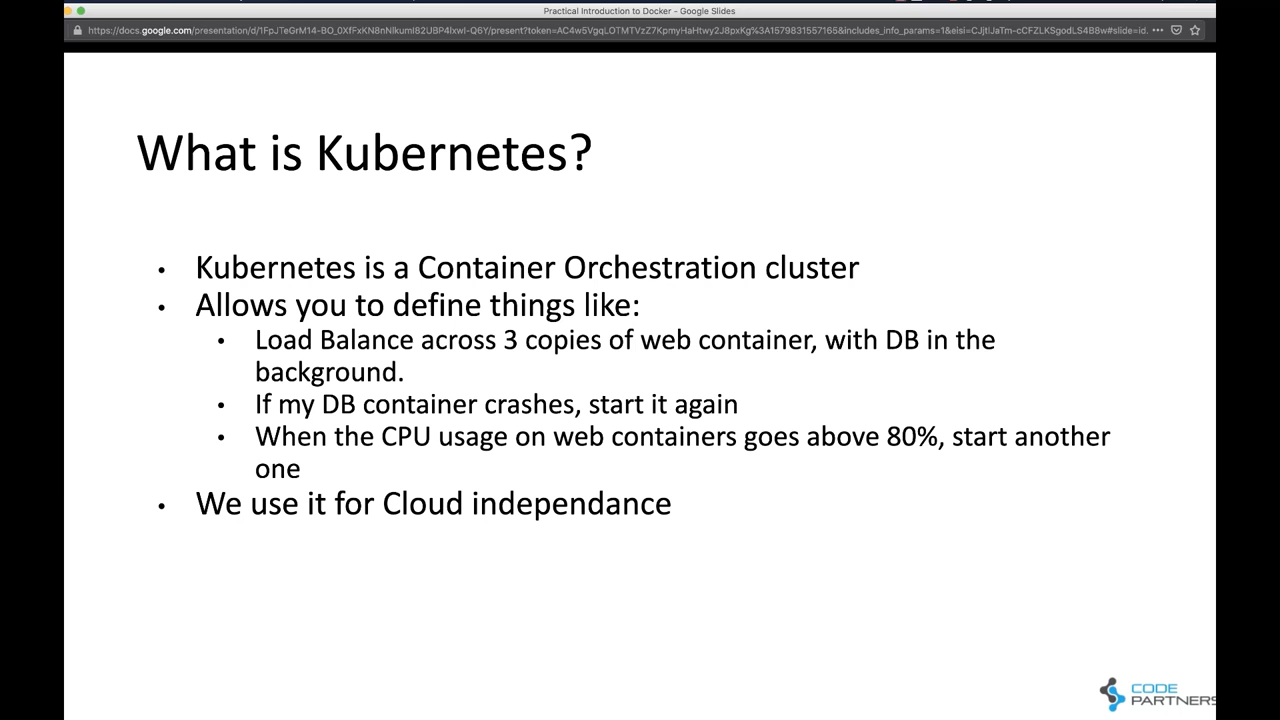 Practical Introduction to Docker - Google Slides
What is Kubernetes?
• Kubernetes is a Container Orchestration cluster
• Allows you to define things like:
• Load Balance across 3 copies of web container, with DB in the
background.
• If my DB container crashes, start it again
• When the CPU usage on web containers goes above 80%, start another
one
• We use it for Cloud independance
CODE
PARTNERS